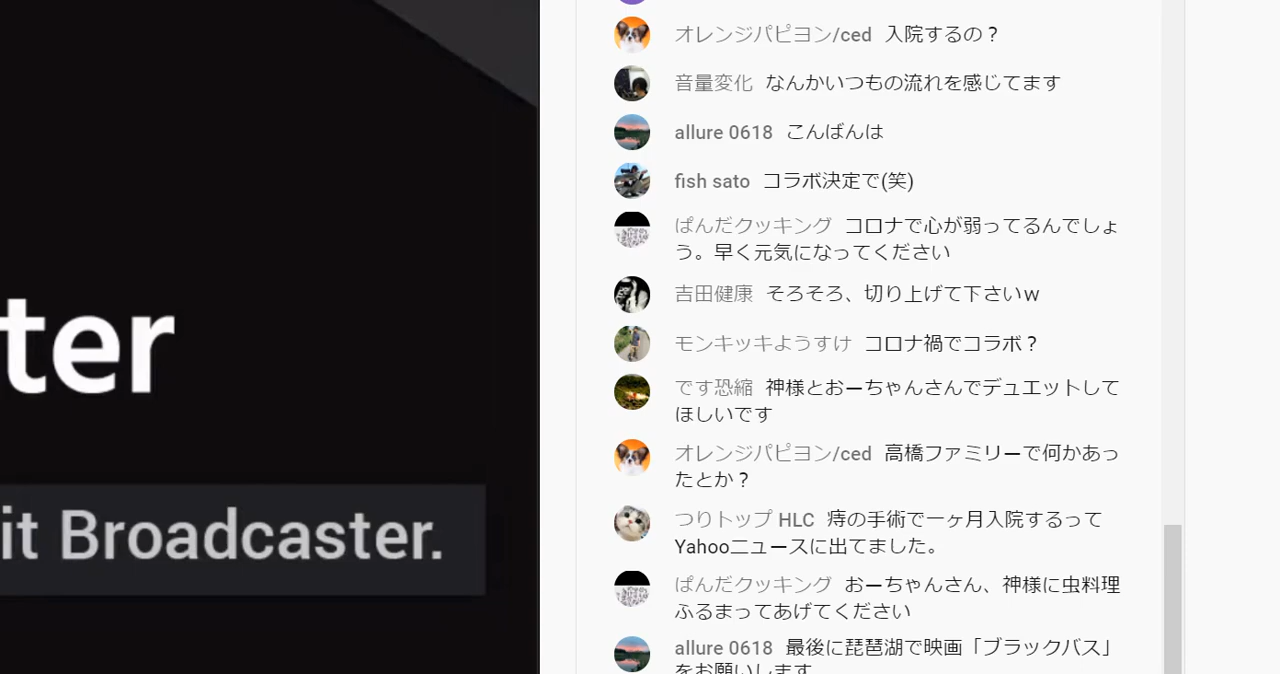 ter
it Broadcaster.
オレンジパピヨン/ced 入院するの？
音量変化 なんかいつもの流れを感じてます
allure 0618 こんばんは
fish sato コラボ決定で(笑)
ぱんだクッキング コロナで心が弱ってるんでしょ
う。早く元気になってください
吉田健康 そろそろ、切り上げて下さいｗ
モンキッキようすけ コロナ禍でコラボ？
です恐縮 神様とおーちゃんさんでデュエットして
ほしいです
オレンジパピヨン/ced 高橋ファミリーで何かあっ
たとか？
つりトップ HLC 痔の手術で一ヶ月入院するって
Yahooニュースに出てました。
ぱんだクッキング おーちゃんさん、神様に虫料理
ふるまってあげてください
allure 0618 最後に琵琶湖で映画「ブラックバス」
をお願いします